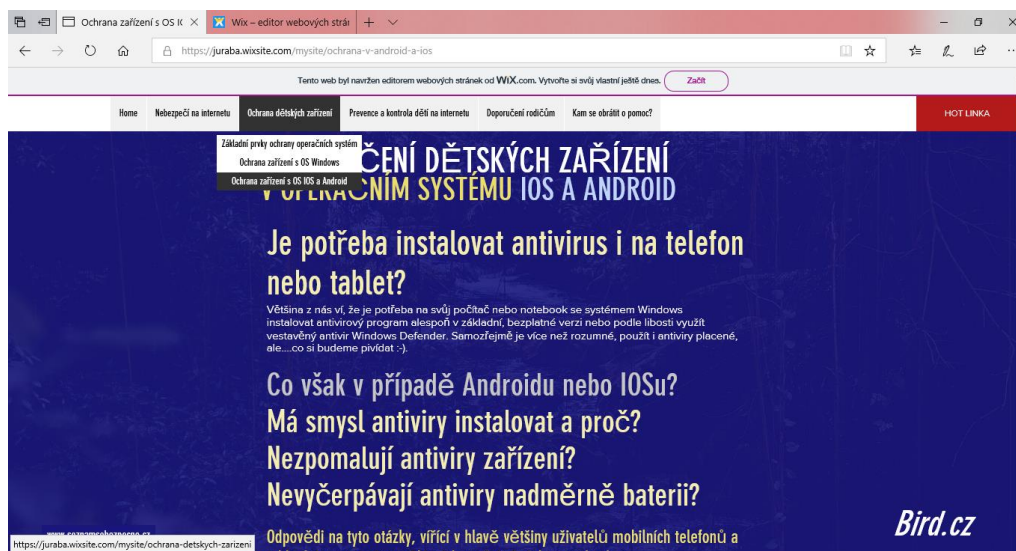 Ochrana zařízení s OS IO
Wix – editor webových strán
https://juraba.wixsite.com/mysite/ochrana-v-android-a-ios
Tento web byl navržen editorem webových stránek od WiX.com. Vytvořte si svůj vlastní ještě dnes. Začít
Home Nebezpečí na internetu Ochrana dětských zařízení Prevence a kontrola dětí na internetu Doporučení rodičům Kam se obrátit o pomoc? HOT LINKA
Základní prvky ochrany operačních systém
Ochrana zařízení s OS Windows
Ochrana zařízení s OS IOS a Android
ČENÍ DĚTSKÝCH ZAŘÍZENÍ
V OPERAČNÍM SYSTÉMU IOS A ANDROID
Je potřeba instalovat antivirus i na telefon
nebo tablet?
Většina z nás ví, že je potřeba na svůj počítač nebo notebook se systémem Windows
instalovat antivirový program alespoň v základní, bezplatné verzi nebo podle libosti využít
vestavěný antivir Windows Defender. Samozřejmě je více než rozumné, použít i antiviry placené,
ale....co si budeme pivídat :-).
Co však v případě Androidu nebo IOSu?
Má smysl antiviry instalovat a proč?
Nezpomalují antiviry zařízení?
Nevyčerpávají antiviry nadměrně baterii?
Bird.cz
Odpovědi na tyto otázky, vířící v hlavě většiny uživatelů mobilních telefonů a
https://juraba.wixsite.com/mysite/ochrana-detskych-zarizeni